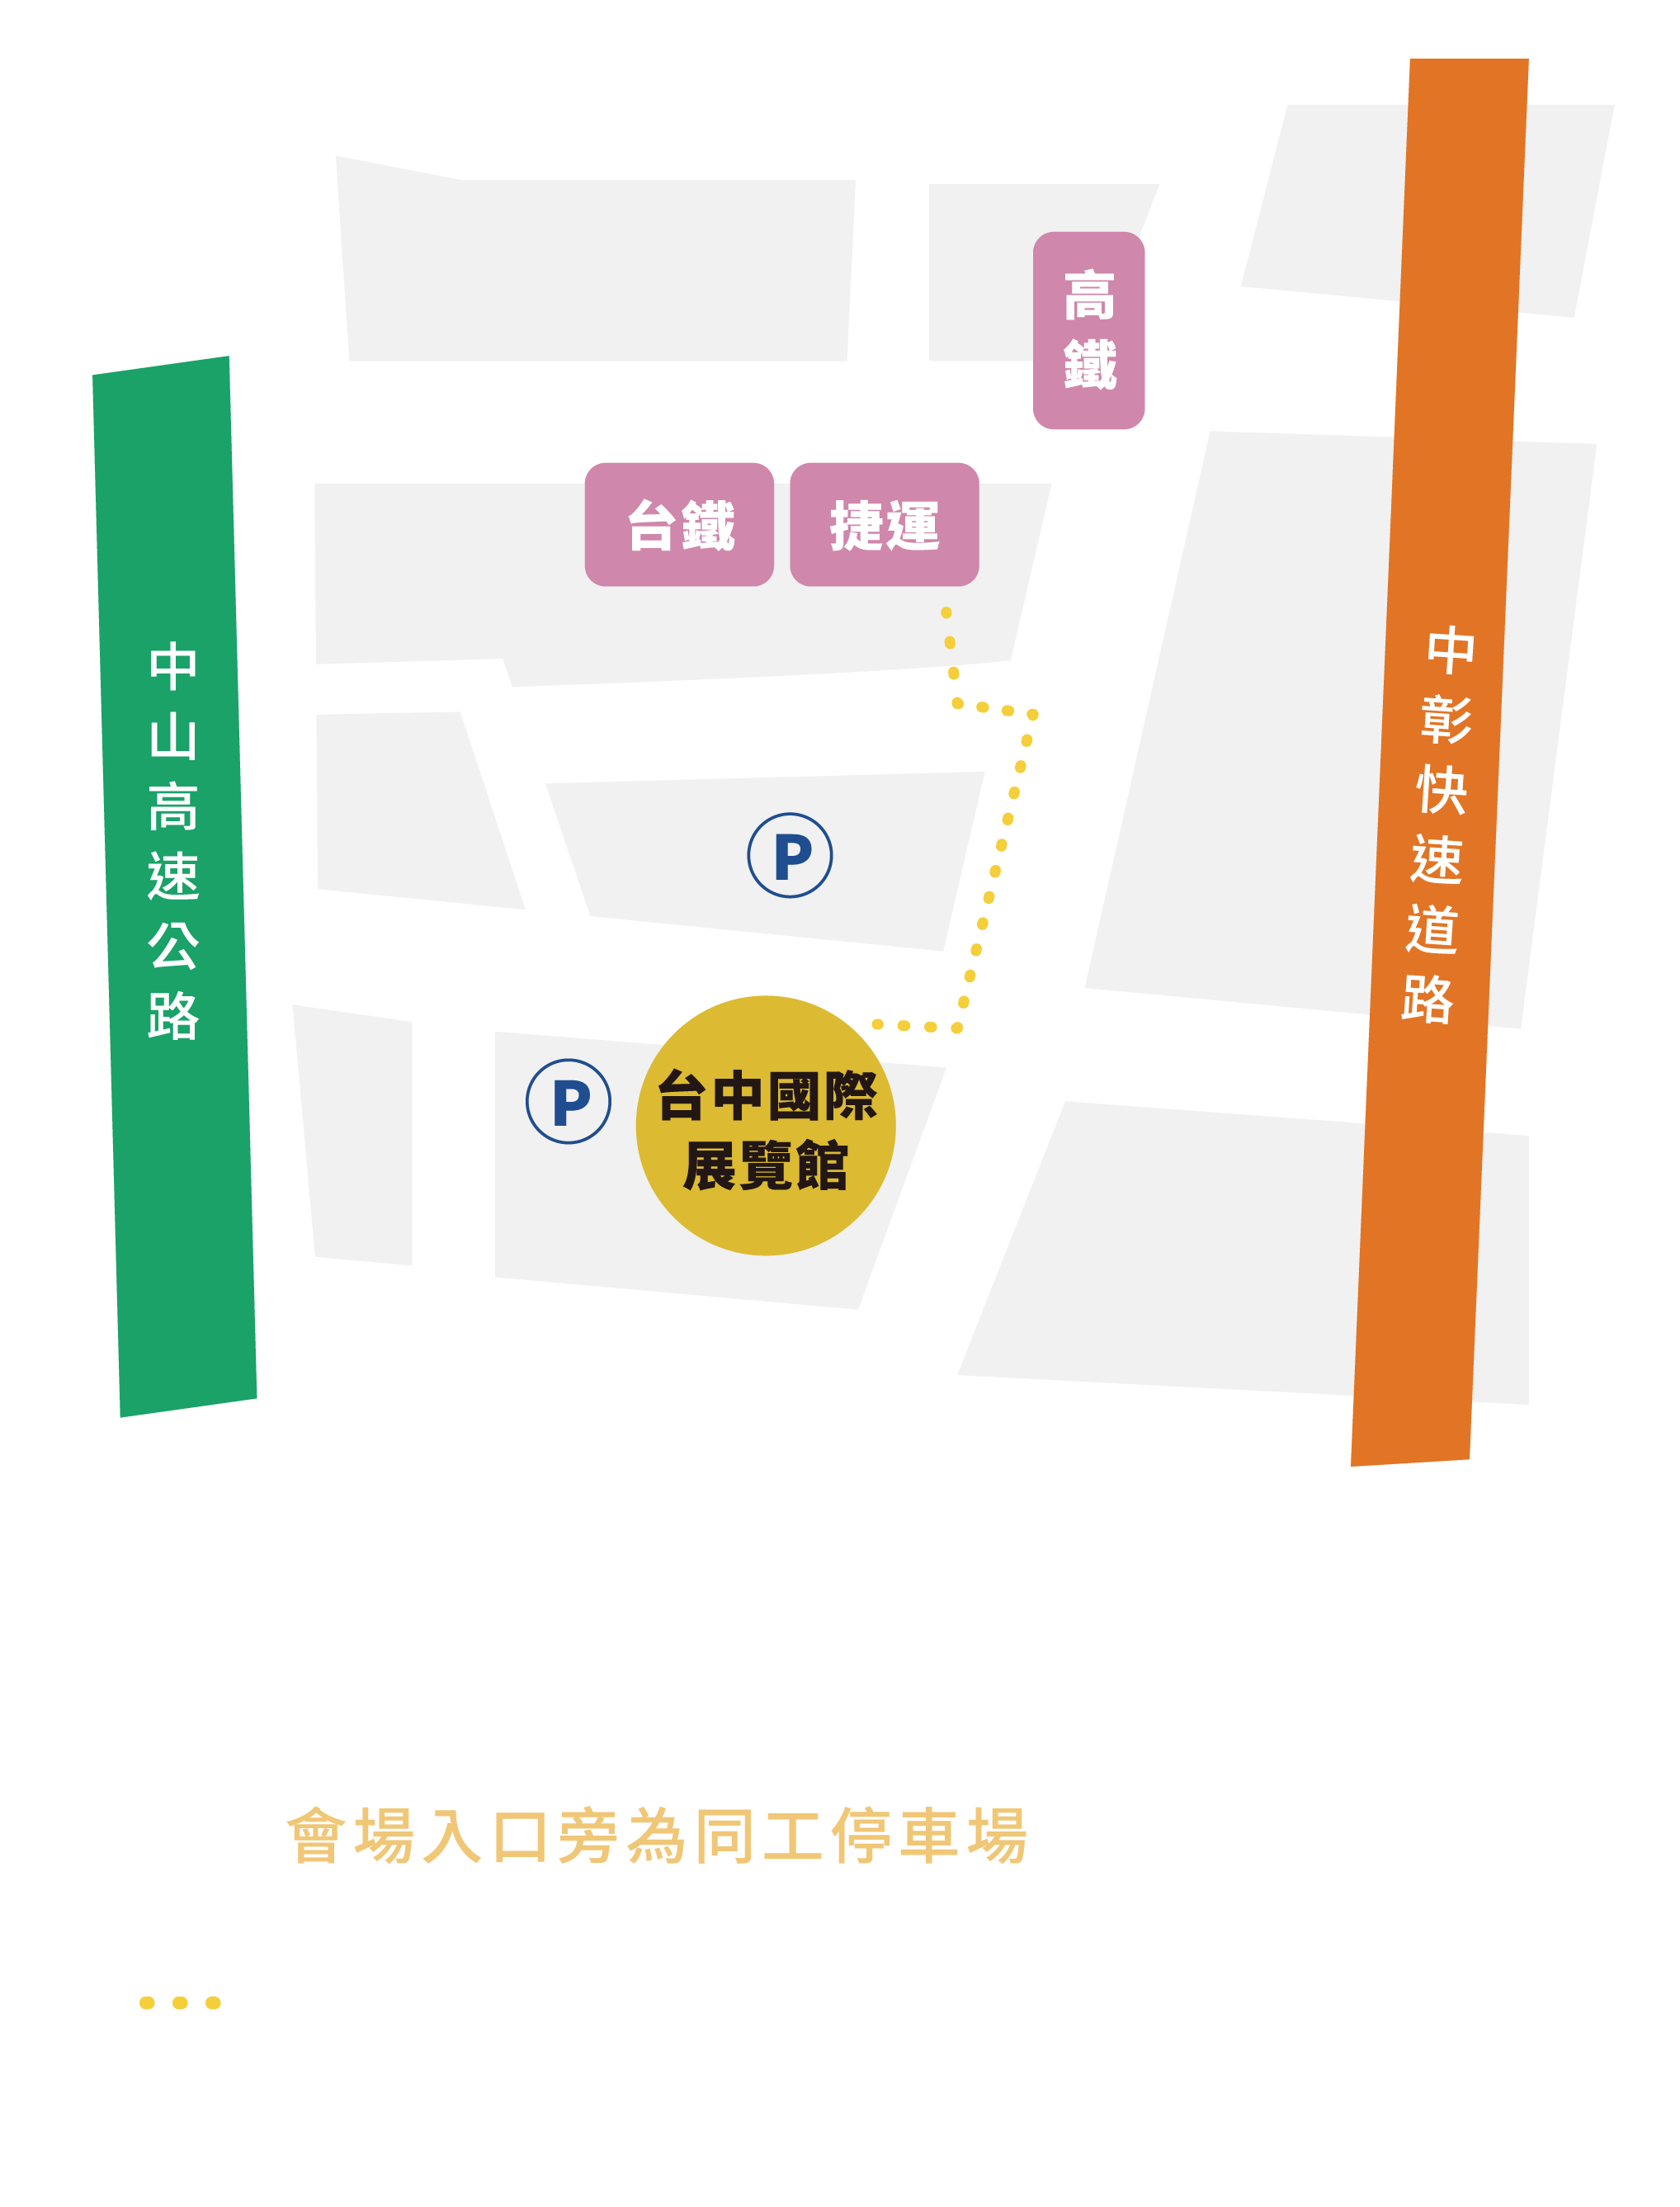 高鐵
台鐵
捷運
中山高速公路
中彰快速道路
P
P
台中國際
展覽館
會場入口旁為同工停車場